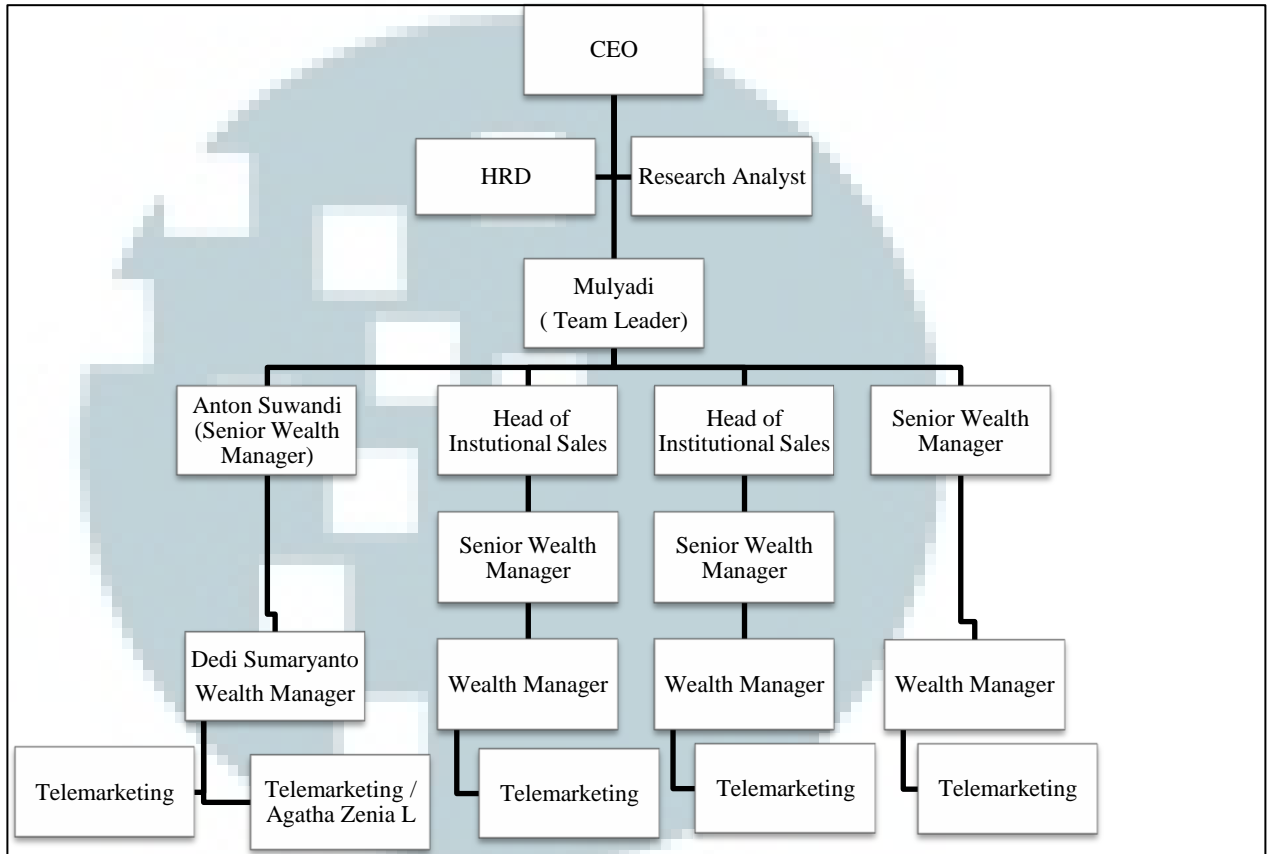 CEO
HRD
Research Analyst
Mulyadi
( Team Leader)
Anton Suwandi
(Senior Wealth
Manager)
Head of
Instutional Sales
Head of
Institutional Sales
Senior Wealth
Manager
Senior Wealth
Manager
Senior Wealth
Manager
Dedi Sumaryanto
Wealth Manager
Wealth Manager
Wealth Manager
Wealth Manager
Telemarketing
Telemarketing /
Agatha Zenia L
Telemarketing
Telemarketing
Telemarketing